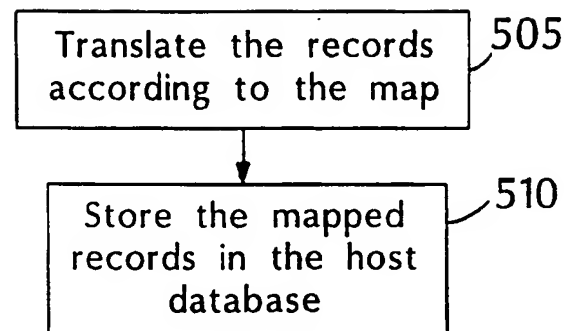 Translate the records
according to the map
505
Store the mapped
records in the host
database
510